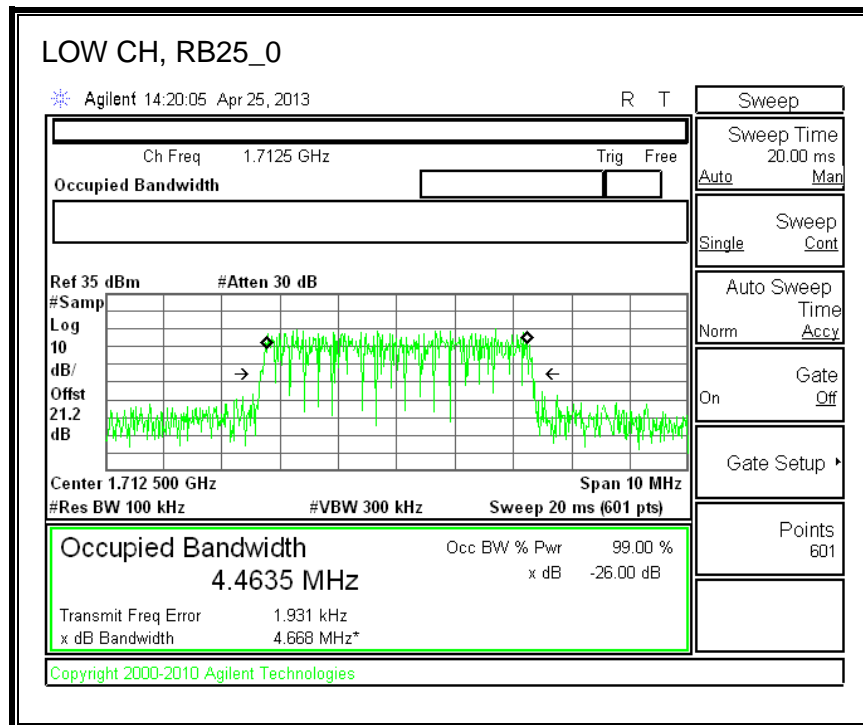 LOW CH, RB25_0
Agilent 14:20:05 Apr 25, 2013 R T
Ch Freq 1.7125 GHz Trig Free
Occupied Bandwidth
Ref 35 dBm #Atten 30 dB
#Samp
Log
10
dB/
Offst
21.2
dB
Center 1.712 500 GHz Span 10 MHz
#Res BW 100 kHz #VBW 300 kHz Sweep 20 ms (601 pts)
Occupied Bandwidth Occ BW % Pwr 99.00 %
4.4635 MHz x dB -26.00 dB
Transmit Freq Error 1.931 kHz
x dB Bandwidth 4.668 MHz*
Copyright 2000-2010 Agilent Technologies
Sweep
Sweep Time
20.00 ms
Auto Man
Sweep
Single Cont
Auto Sweep
Time
Norm Accy
Gate
On Off
Gate Setup
Points
601